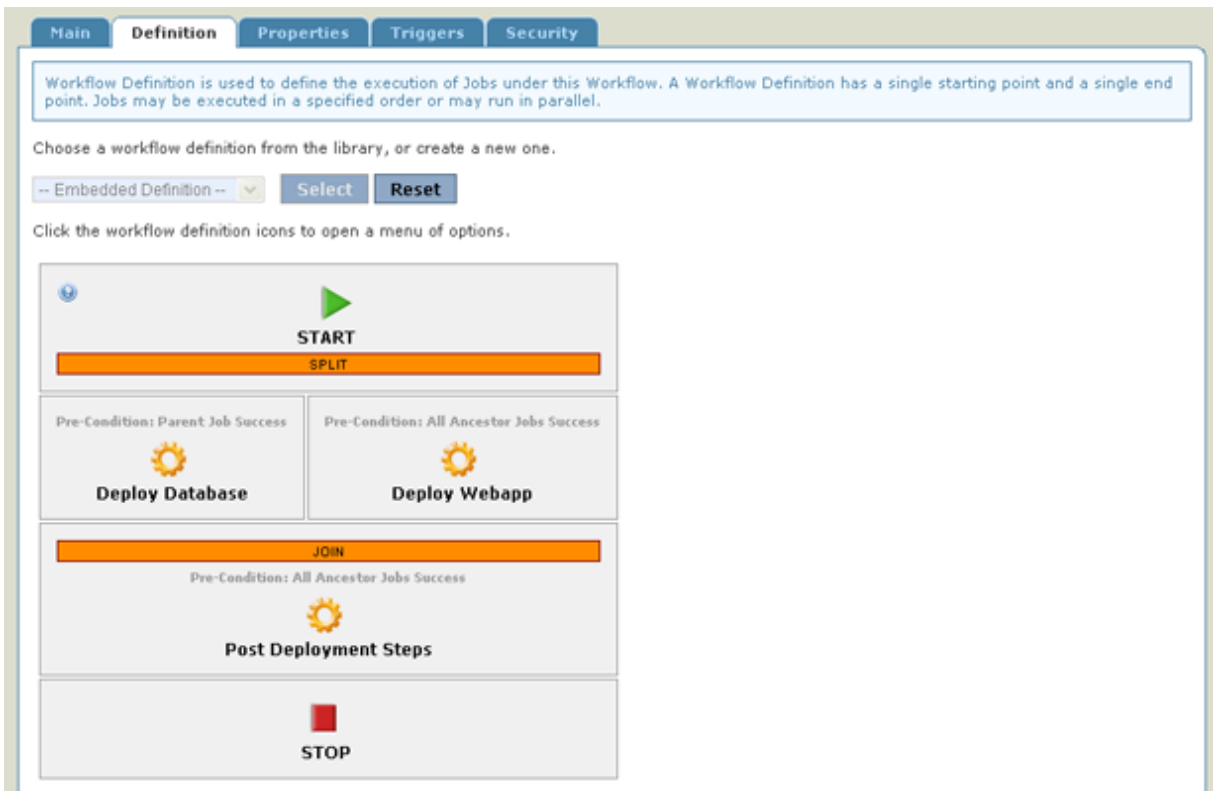 Main Definition Properties Triggers Security
Workflow Definition is used to define the execution of Jobs under this Workflow. A Workflow Definition has a single starting point and a single end
point. Jobs may be executed in a specified order or may run in parallel.
Choose a workflow definition from the library, or create a new one.
-- Embedded Definition -- Select Reset
Click the workflow definition icons to open a menu of options.
START
SPLIT
Pre-Condition: Parent Job Success Pre-Condition: All Ancestor Jobs Success
Deploy Database Deploy Webapp
JOIN
Pre-Condition: All Ancestor Jobs Success
Post Deployment Steps
STOP